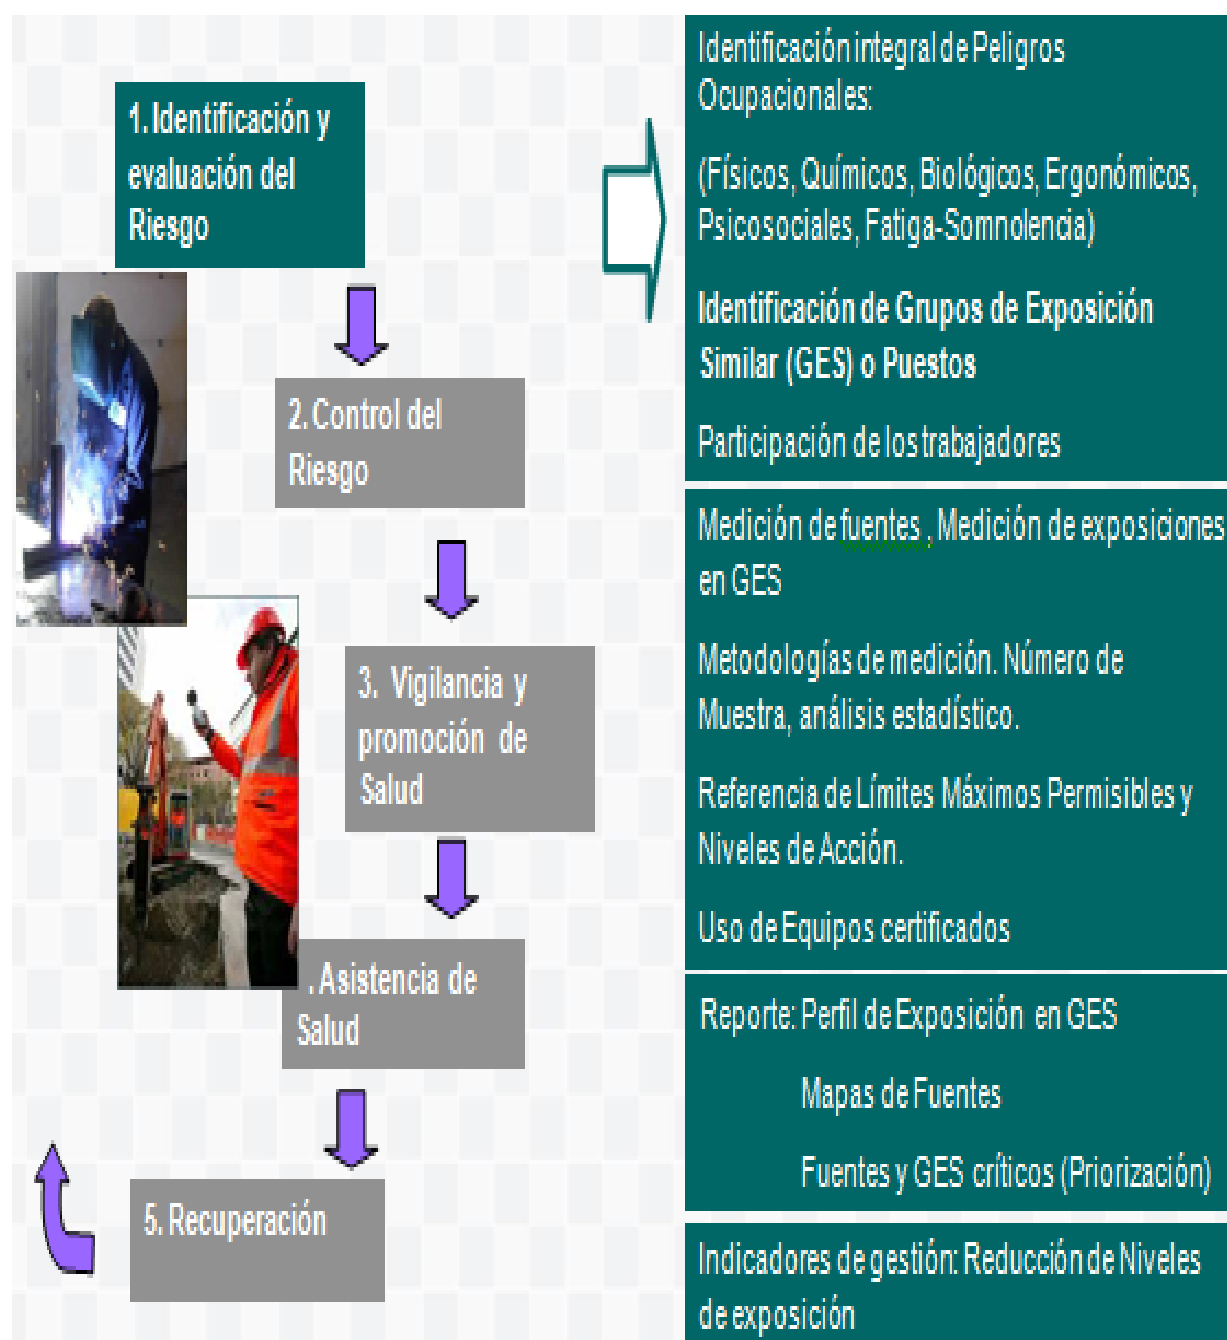 1. Identificación y
evaluación del
Riesgo
2. Control del
Riesgo
3. Vigilancia y
promoción de
Salud
. Asistencia de
Salud
5. Recuperación
Identificación integral de Peligros
Ocupacionales:
(Físicos, Químicos, Biológicos, Ergonómicos,
Psicosociales, Fatiga-Somnolencia)
Identificación de Grupos de Exposición
Similar (GES) o Puestos
Participación de los trabajadores
Medición de fuentes , Medición de exposiciones
en GES
Metodologías de medición. Número de
Muestra, análisis estadístico.
Referencia de Límites Máximos Permisibles y
Niveles de Acción.
Uso de Equipos certificados
Reporte: Perfil de Exposición en GES
Mapas de Fuentes
Fuentes y GES críticos (Priorización)
Indicadores de gestión: Reducción de Niveles
de exposición